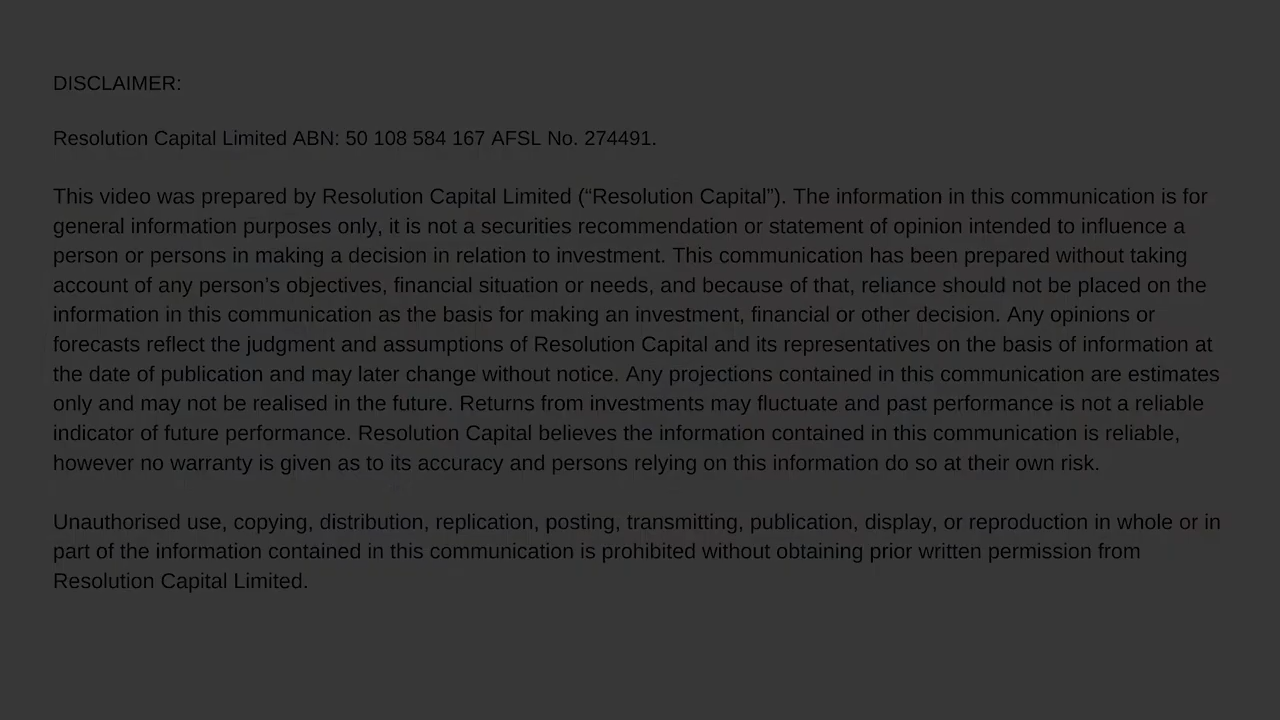 DISCLAIMER:
Resolution Capital Limited ABN: 50 108 584 167 AFSL No. 274491.
This video was prepared by Resolution Capital Limited (“Resolution Capital”). The information in this communication is for
general information purposes only, it is not a securities recommendation or statement of opinion intended to influence a
person or persons in making a decision in relation to investment. This communication has been prepared without taking
account of any person’s objectives, financial situation or needs, and because of that, reliance should not be placed on the
information in this communication as the basis for making an investment, financial or other decision. Any opinions or
forecasts reflect the judgment and assumptions of Resolution Capital and its representatives on the basis of information at
the date of publication and may later change without notice. Any projections contained in this communication are estimates
only and may not be realised in the future. Returns from investments may fluctuate and past performance is not a reliable
indicator of future performance. Resolution Capital believes the information contained in this communication is reliable,
however no warranty is given as to its accuracy and persons relying on this information do so at their own risk.
Unauthorised use, copying, distribution, replication, posting, transmitting, publication, display, or reproduction in whole or in
part of the information contained in this communication is prohibited without obtaining prior written permission from
Resolution Capital Limited.